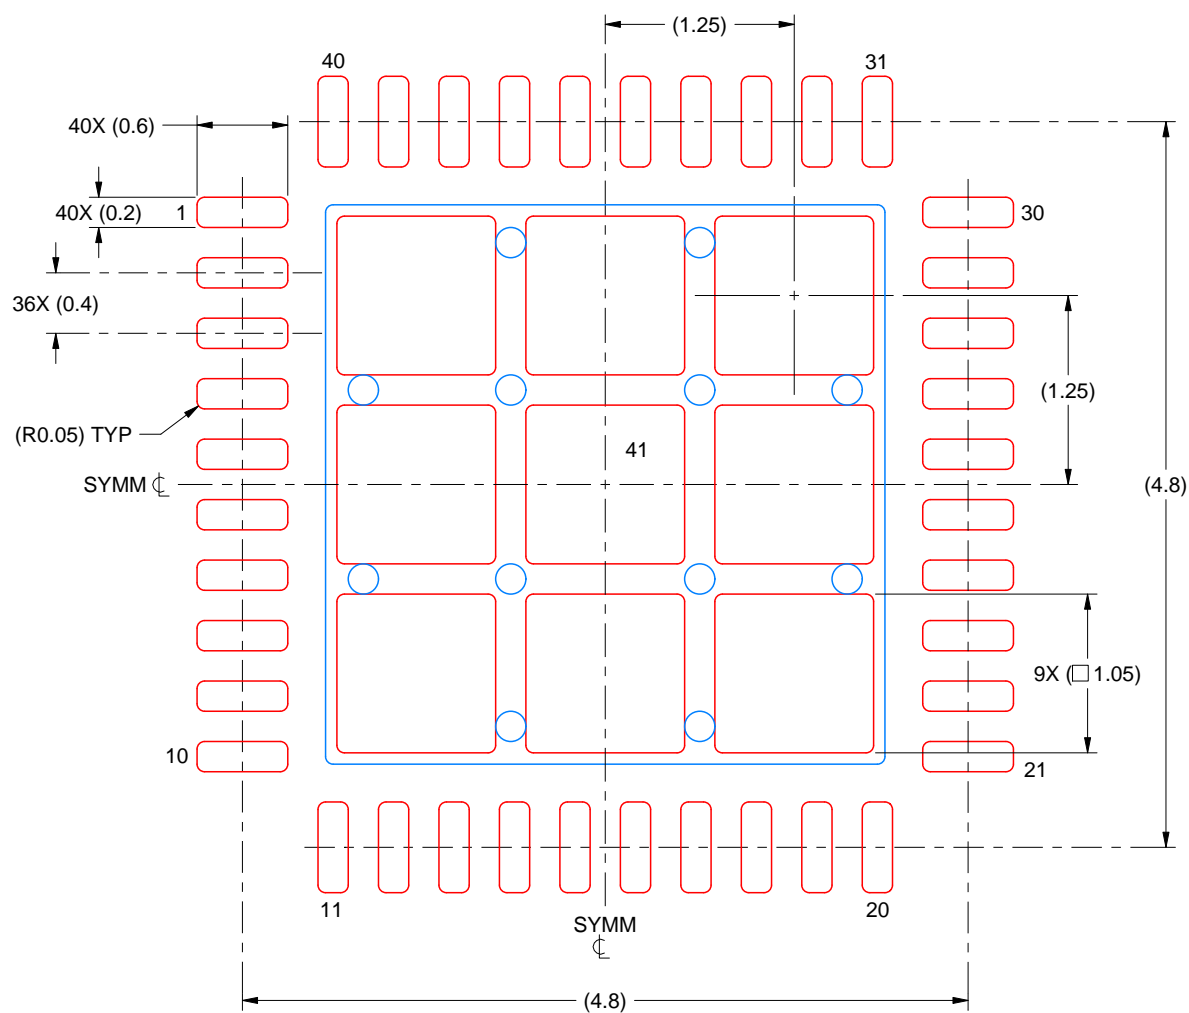 (1.25)
40
31
40X (0.6)
40X (0.2)
1
30
36X (0.4)
(1.25)
(R0.05) TYP
41
SYMM ℄
(4.8)
9X (□ 1.05)
10
21
11
20
SYMM
℄
(4.8)